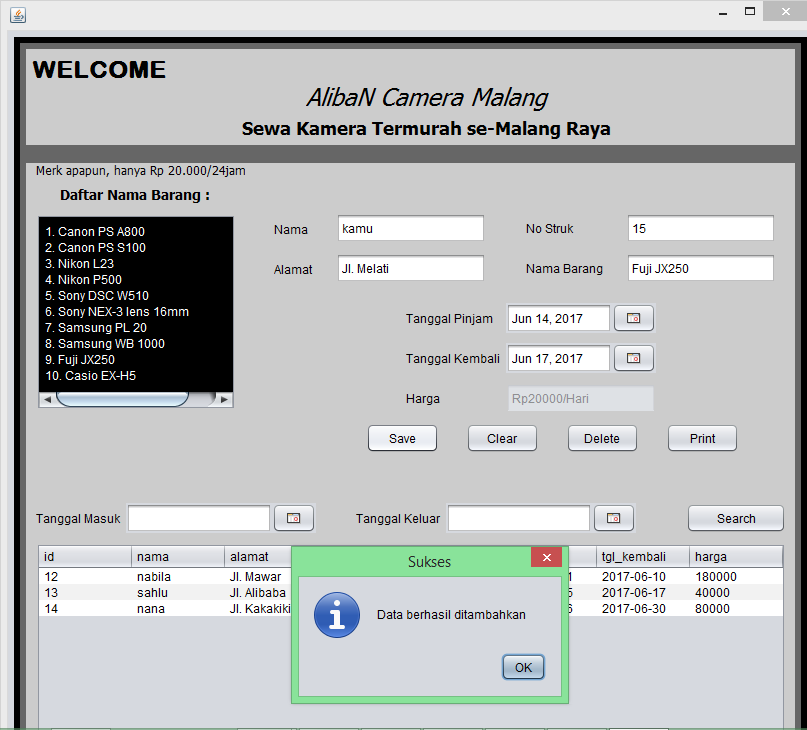 WELCOME
AlibaN Camera Malang
Sewa Kamera Termurah se-Malang Raya
Merk apapun, hanya Rp 20.000/24jam
Daftar Nama Barang :
1. Canon PS A800
2. Canon PS S100
3. Nikon L23
4. Nikon P500
5. Sony DSC W510
6. Sony NEX-3 lens 16mm
7. Samsung PL 20
8. Samsung WB 1000
9. Fuji JX250
10. Casio EX-H5
Nama kamu No Struk 15
Alamat Jl. Melati Nama Barang Fuji JX250
Tanggal Pinjam Jun 14, 2017
Tanggal Kembali Jun 17, 2017
Harga Rp20000/Hari
Save Clear Delete Print
Tanggal Masuk Tanggal Keluar Search
id nama alamat tgl_kembali harga
12 nabila Jl. Mawar 2017-06-10 180000
13 sahlu Jl. Alibaba 2017-06-17 40000
14 nana Jl. Kakakiki 2017-06-30 80000
Sukses
Data berhasil ditambahkan
OK